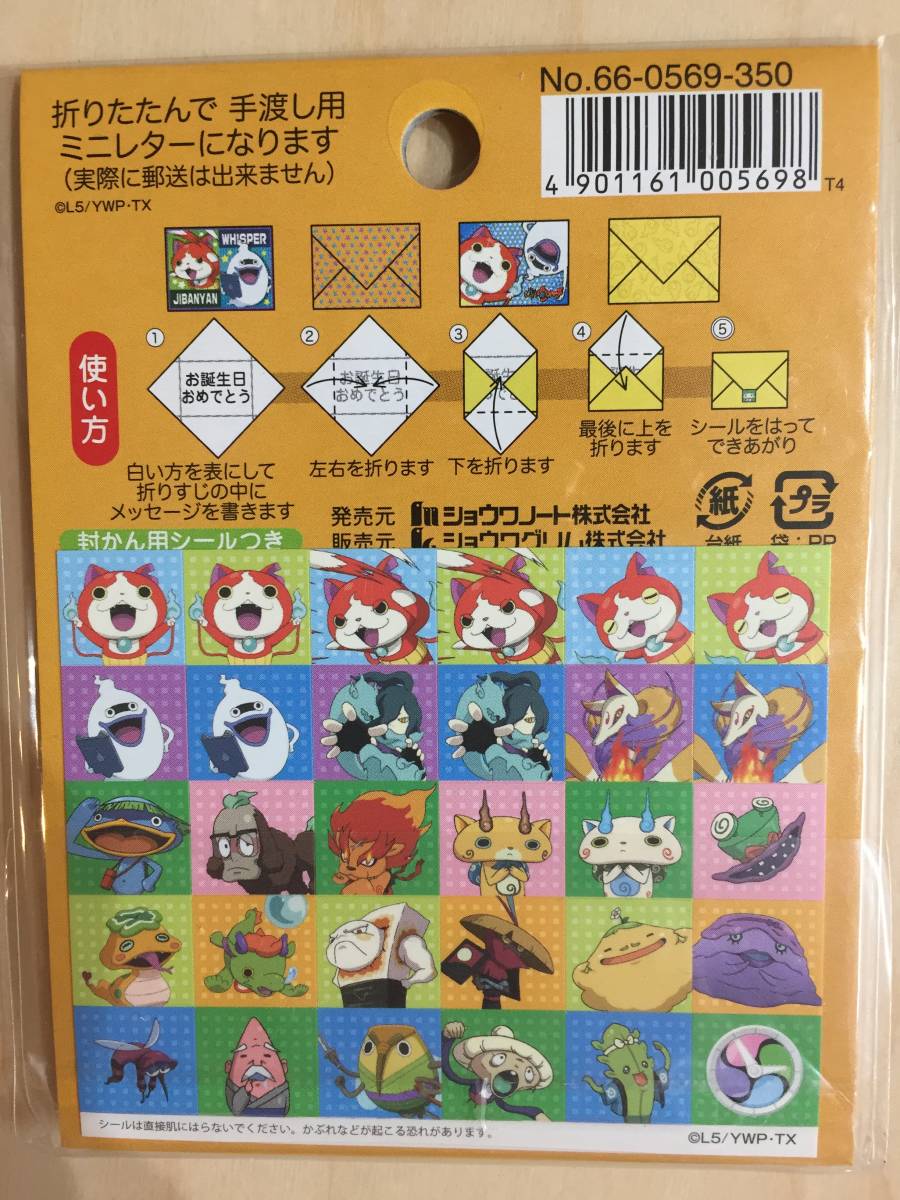 折りたたんで 手渡し用
ミニレターになります
（実際に郵送は出来ません）
©L5/YWP・TX
No.66-0569-350
4 901161 005698
T4
WHISPER
JIBANYAN
使い方
①
お誕生日
おめでとう
白い方を表にして
折りすじの中に
メッセージを書きます
②
お誕生日
おめでとう
左右を折ります
③
下を折ります
④
最後に上を
折ります
⑤
シールをはって
できあがり
発売元 ショウワノート株式会社
販売元 ショウワグリム株式会社
紙
台紙
プラ
袋：PP
封かん用シールつき
シールは直接肌にはらないでください。かぶれなどが起こる恐れがあります。
©L5/YWP・TX